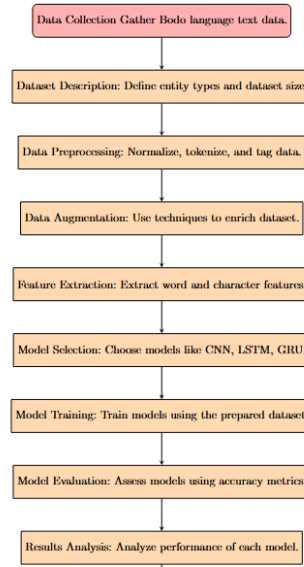 Data Collection Gather Bodo language text data.
Dataset Description: Define entity types and dataset size
Data Preprocessing: Normalize, tokenize, and tag data.
Data Augmentation: Use techniques to enrich dataset.
Feature Extraction: Extract word and character features
Model Selection: Choose models like CNN, LSTM, GRU
Model Training: Train models using the prepared dataset
Model Evaluation: Assess models using accuracy metrics
Results Analysis: Analyze performance of each model.